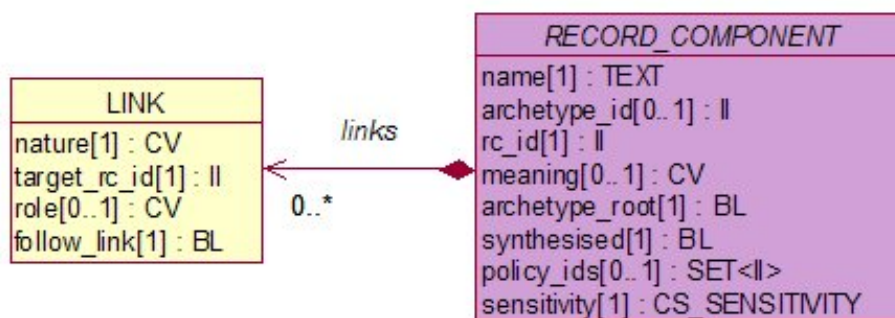 RECORD_COMPONENT
name[1] : TEXT
archetype_id[0..1] : II
rc_id[1] : II
meaning[0..1] : CV
archetype_root[1] : BL
synthesised[1] : BL
policy_ids[0..1] : SET<II>
sensitivity[1] : CS_SENSITIVITY
LINK
nature[1] : CV
target_rc_id[1] : II
role[0..1] : CV
follow_link[1] : BL
links
0..*